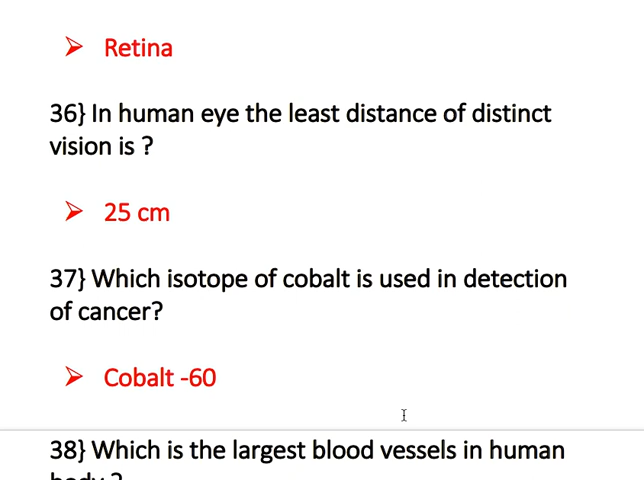 ➢ Retina
36} In human eye the least distance of distinct
vision is ?
➢ 25 cm
37} Which isotope of cobalt is used in detection
of cancer?
➢ Cobalt -60
38} Which is the largest blood vessels in human
body ?